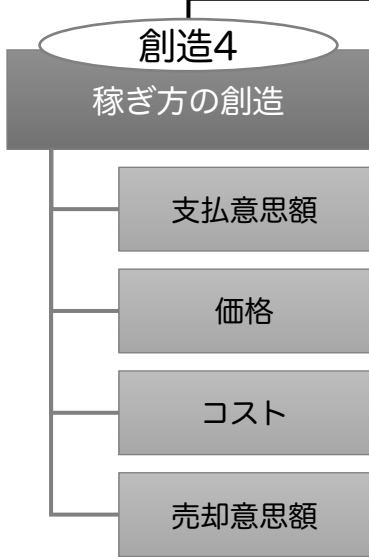 創造4
稼ぎ方の創造
支払意思額
価格
コスト
売却意思額